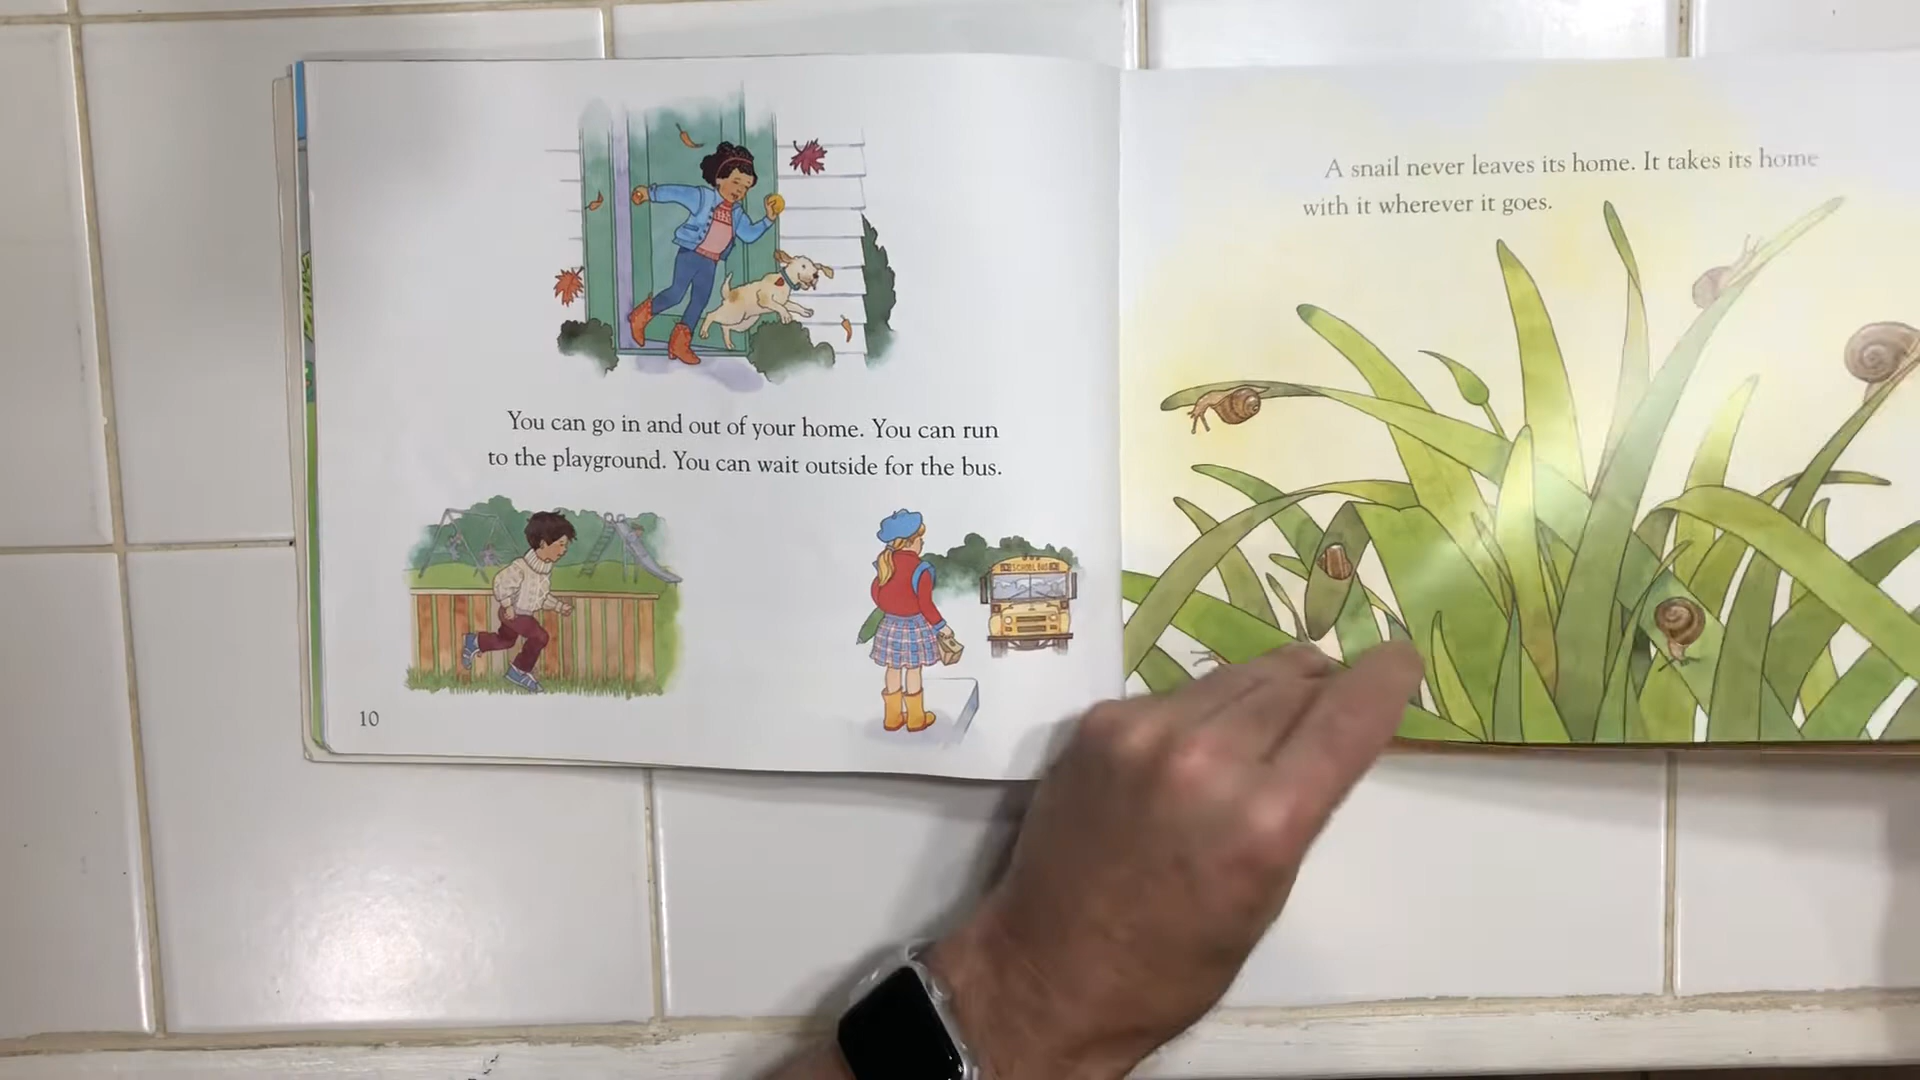 You can go in and out of your home. You can run
to the playground. You can wait outside for the bus.
SCHOOL BUS
10
A snail never leaves its home. It takes its home
with it wherever it goes.